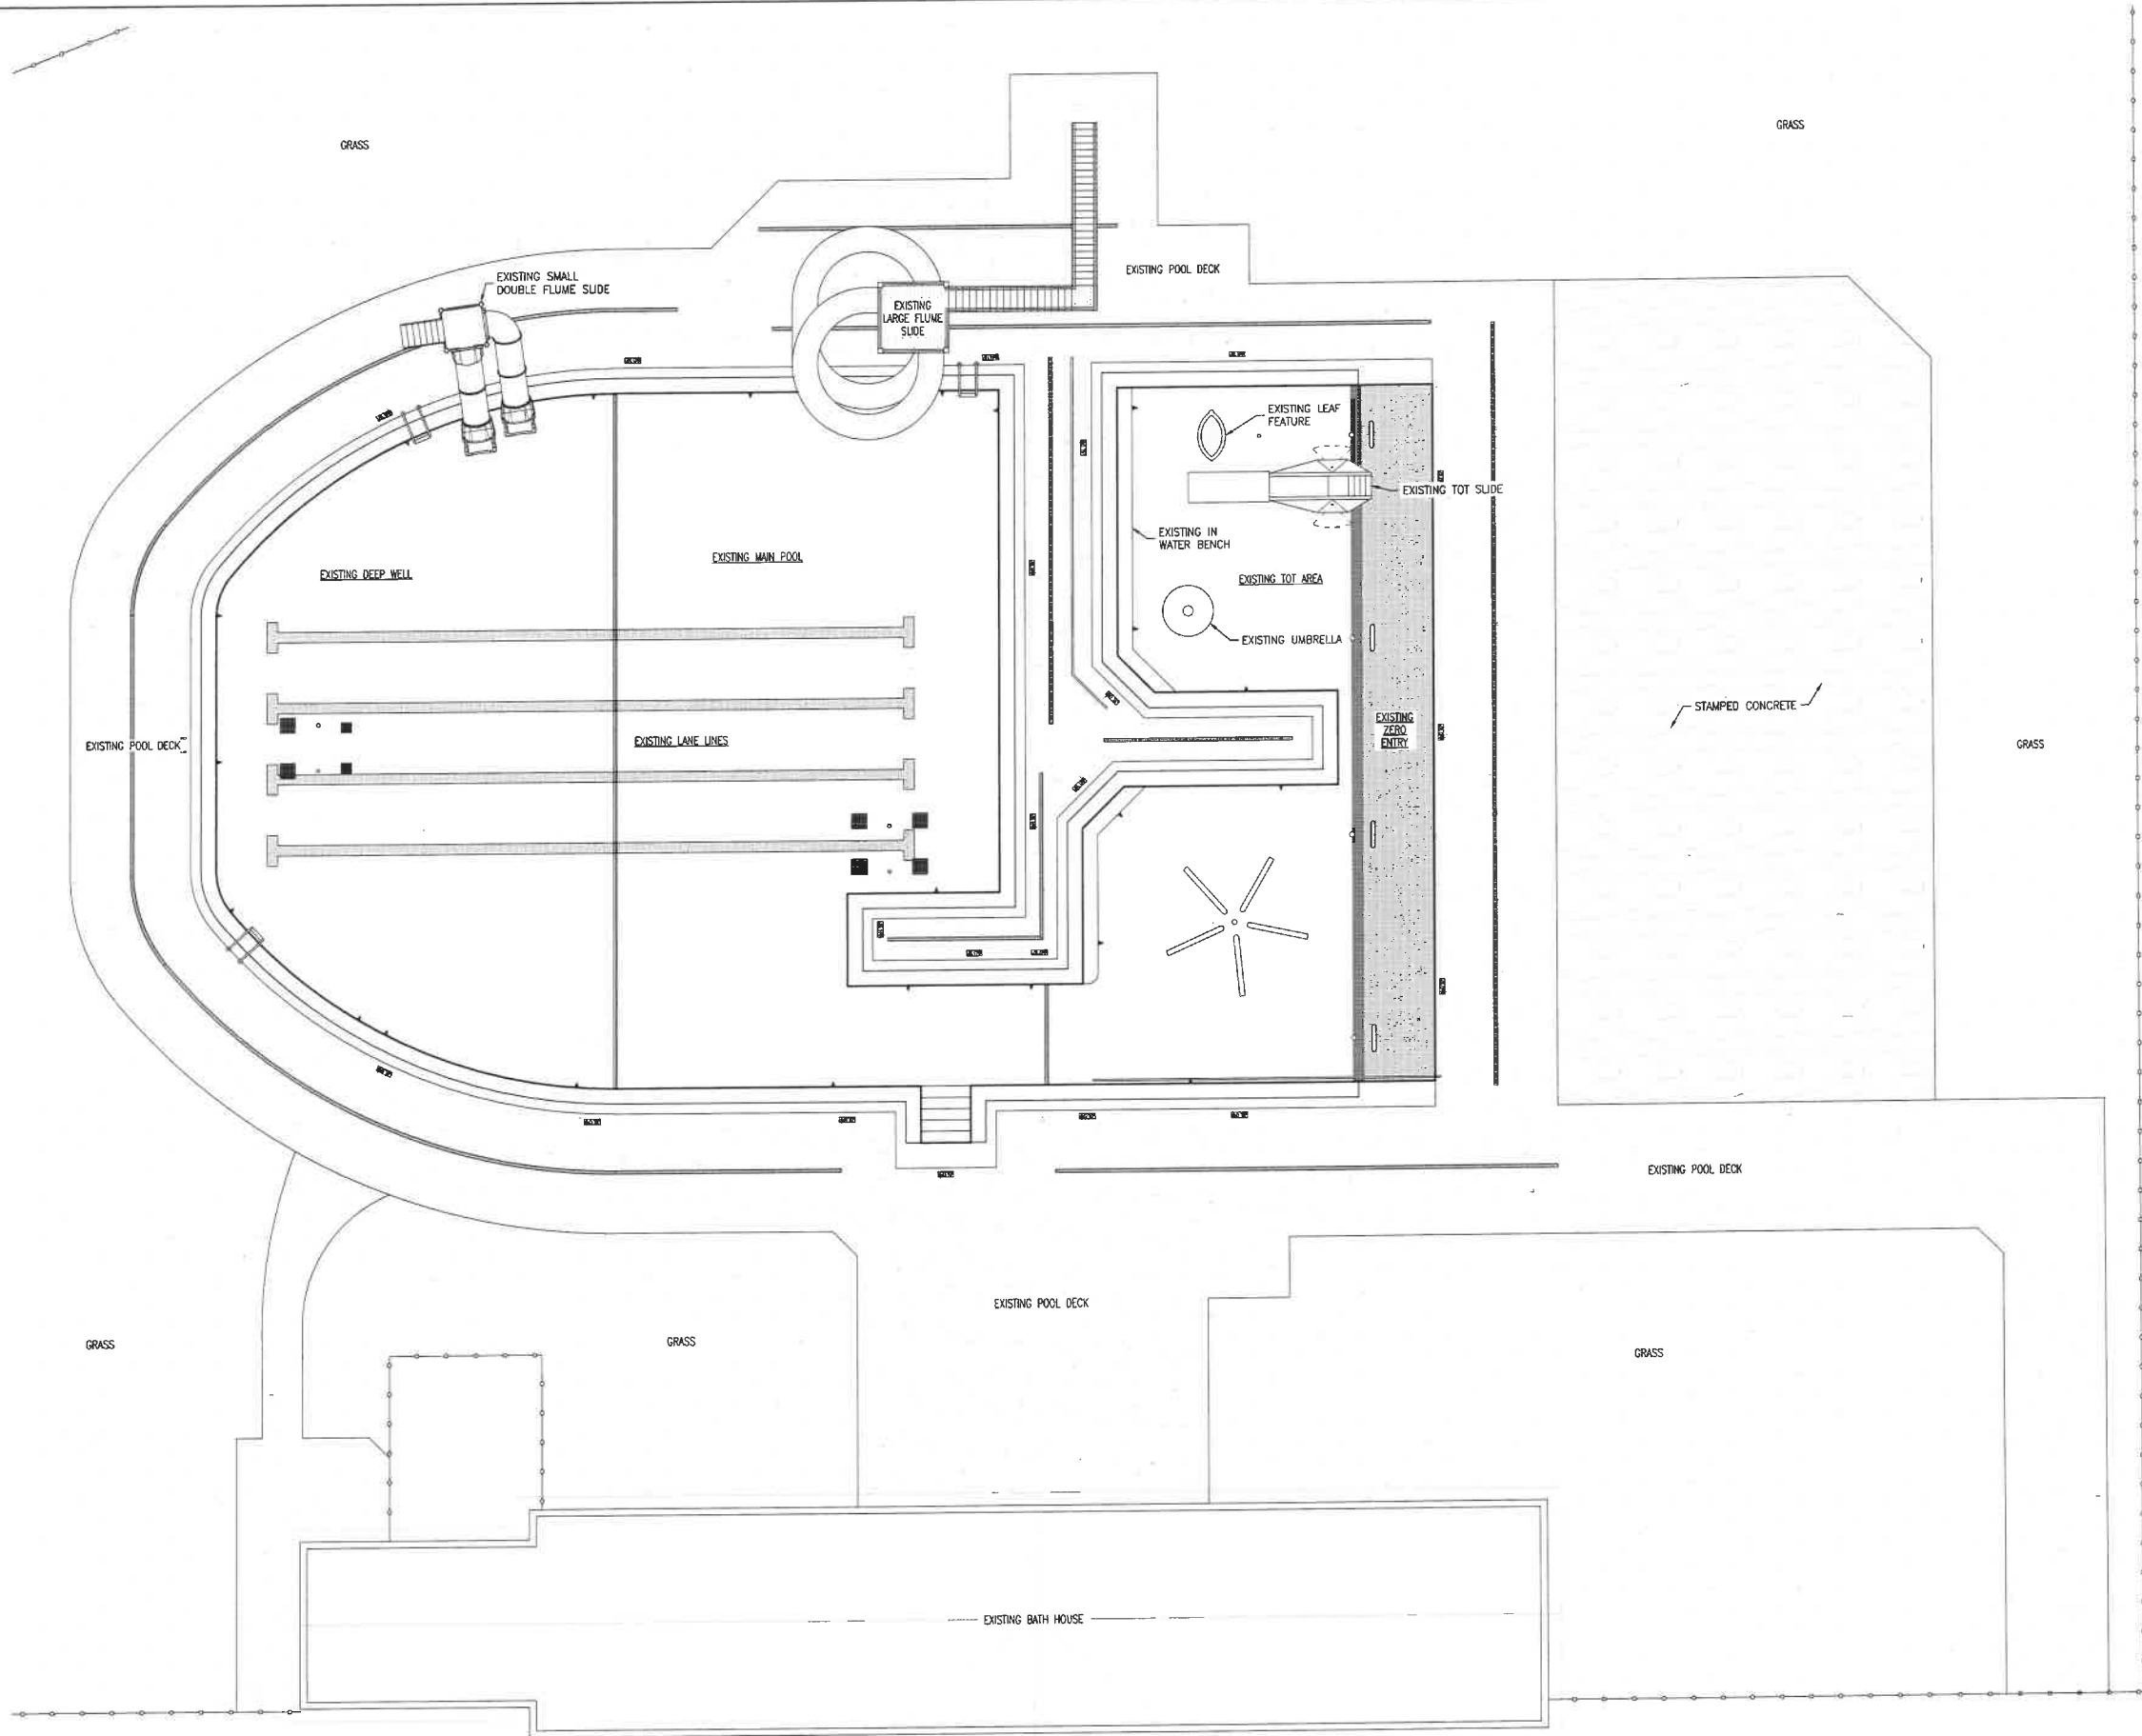 GRASS
GRASS
EXISTING SMALL
DOUBLE FLUME SLIDE
EXISTING POOL DECK
EXISTING
LARGE FLUME
SLIDE
EXISTING LEAF
FEATURE
EXISTING TOT SLIDE
EXISTING IN
WATER BENCH
EXISTING MAIN POOL
EXISTING DEEP WELL
EXISTING TOT AREA
EXISTING UMBRELLA
STAMPED CONCRETE
EXISTING
ZERO
ENTRY
EXISTING LANE LINES
EXISTING POOL DECK
GRASS
EXISTING POOL DECK
EXISTING POOL DECK
GRASS
GRASS
GRASS
EXISTING BATH HOUSE